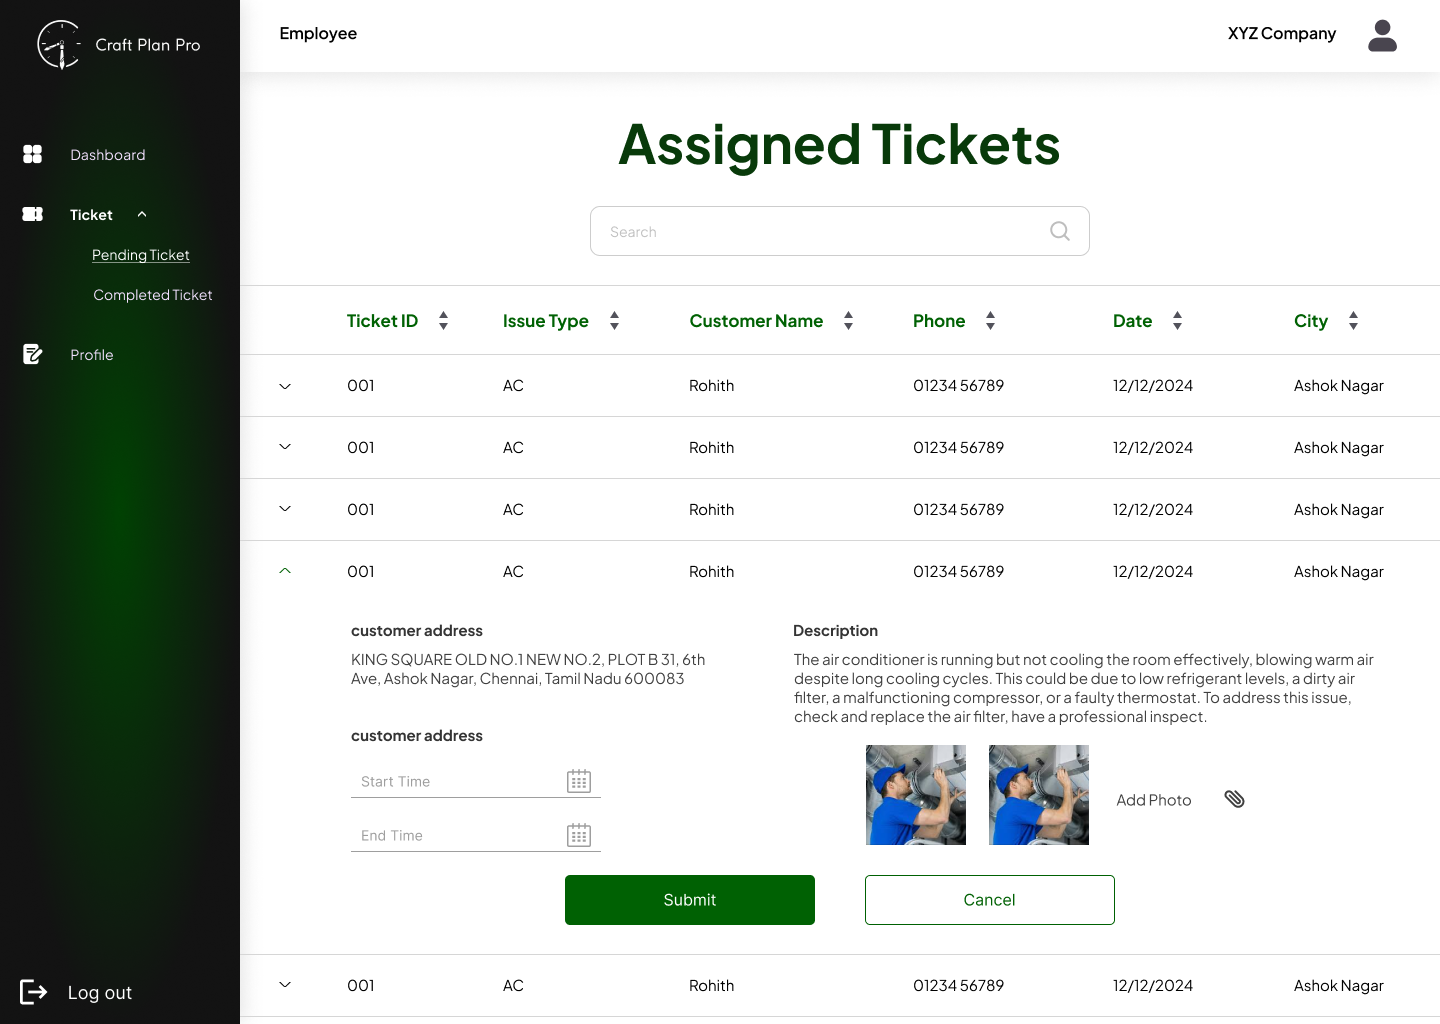 Craft Plan Pro
Employee
XYZ Company
Dashboard
Ticket
Pending Ticket
Completed Ticket
Profile
Log out
Assigned Tickets
Search
Ticket ID Issue Type Customer Name Phone Date City
001 AC Rohith 01234 56789 12/12/2024 Ashok Nagar
001 AC Rohith 01234 56789 12/12/2024 Ashok Nagar
001 AC Rohith 01234 56789 12/12/2024 Ashok Nagar
001 AC Rohith 01234 56789 12/12/2024 Ashok Nagar
customer address
KING SQUARE OLD NO.1 NEW NO.2, PLOT B 31, 6th
Ave, Ashok Nagar, Chennai, Tamil Nadu 600083
customer address
Start Time
End Time
Description
The air conditioner is running but not cooling the room effectively, blowing warm air
despite long cooling cycles. This could be due to low refrigerant levels, a dirty air
filter, a malfunctioning compressor, or a faulty thermostat. To address this issue,
check and replace the air filter, have a professional inspect.
Add Photo
Submit
Cancel
001 AC Rohith 01234 56789 12/12/2024 Ashok Nagar